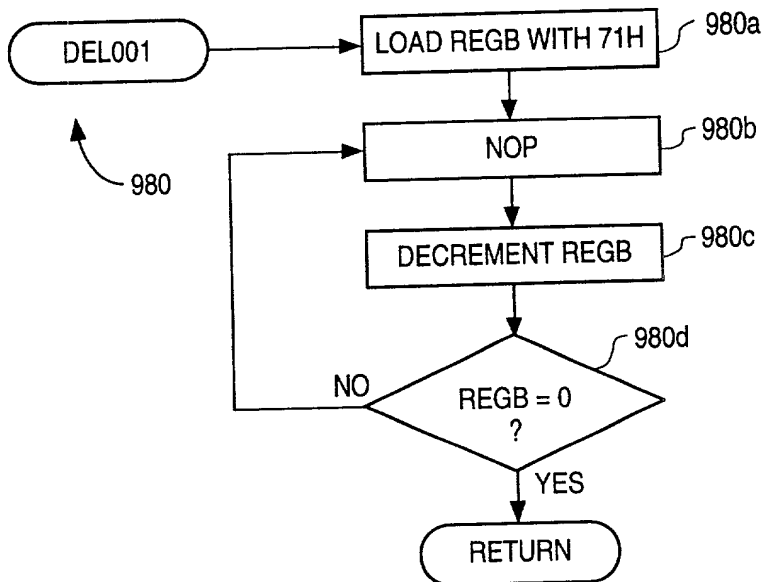 DEL001
LOAD REGB WITH 71H
980a
NOP
980b
980
DECREMENT REGB
980c
980d
NO
REGB = 0
?
YES
RETURN